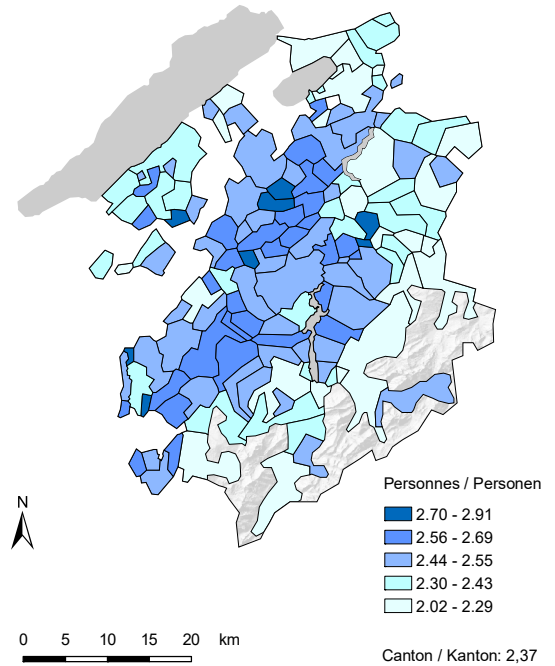 Personnes / Personen
N
2.70 - 2.91
2.56 - 2.69
2.44 - 2.55
2.30 - 2.43
2.02 - 2.29
0 5 10 15 20 km
Canton / Kanton: 2,37